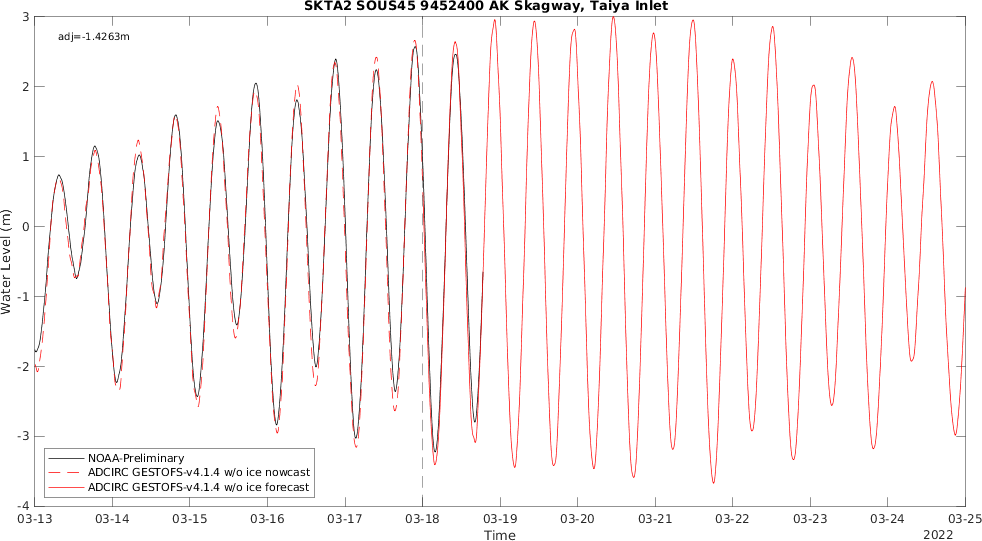 SKTA2 SOUS45 9452400 AK Skagway, Taiya Inlet
adj=-1.4263m
3
2
1
0
-1
-2
-3
-4
Water Level (m)
NOAA-Preliminary
ADCIRC GESTOFS-v4.1.4 w/o ice nowcast
ADCIRC GESTOFS-v4.1.4 w/o ice forecast
03-13 03-14 03-15 03-16 03-17 03-18 03-19 03-20 03-21 03-22 03-23 03-24 03-25
Time
2022